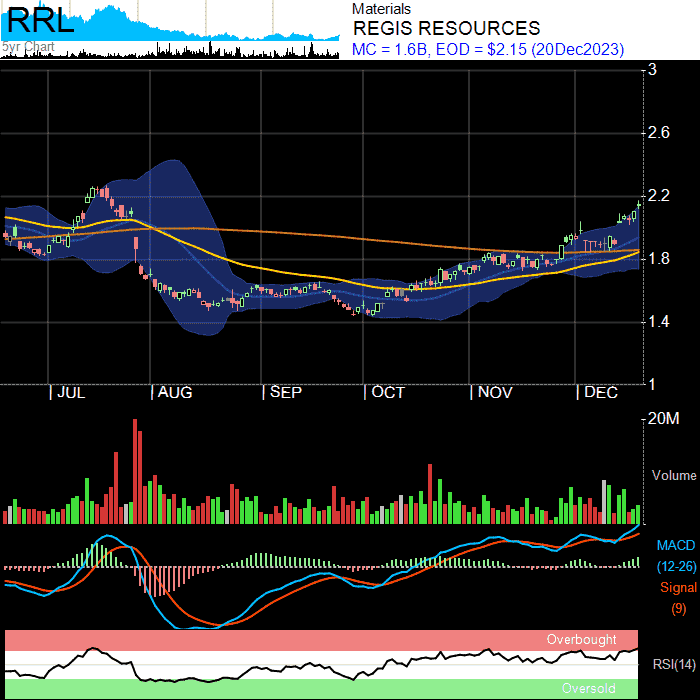 RRL
5yr Chart
Materials
REGIS RESOURCES
MC = 1.6B, EOD = $2.15 (20Dec2023)
3
2.6
2.2
1.8
1.4
1
JUL
AUG
SEP
OCT
NOV
DEC
20M
Volume
MACD
(12-26)
Signal
(9)
Overbought
RSI(14)
Oversold